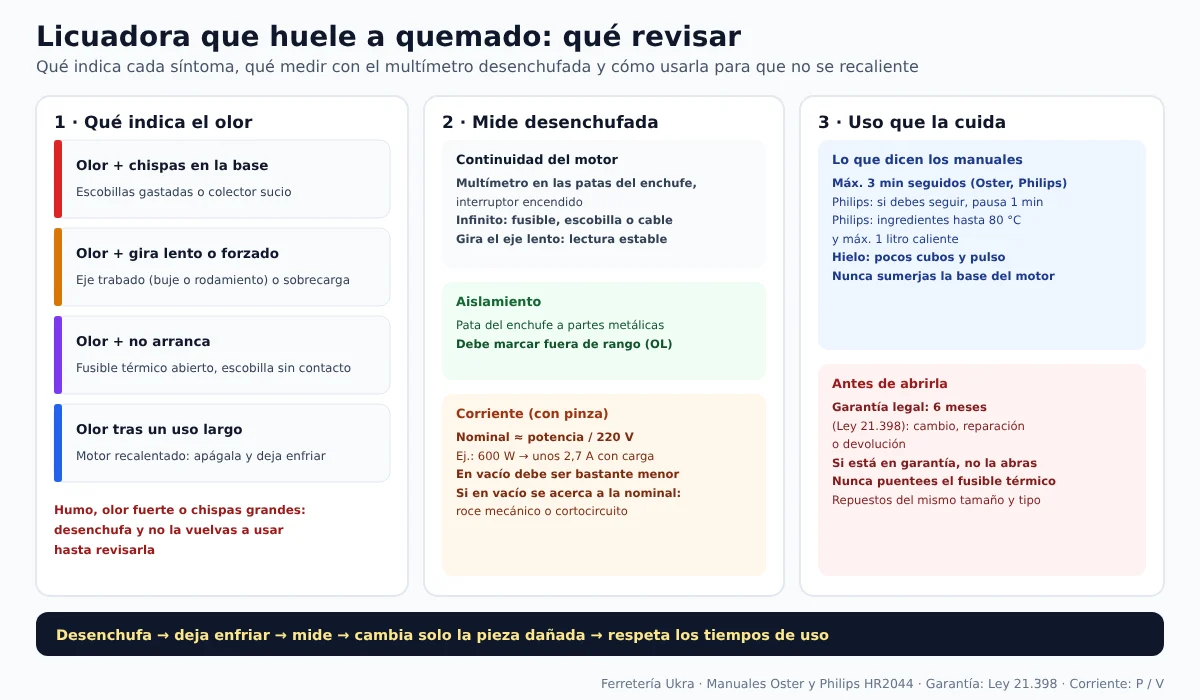 Licuadora que huele a quemado: qué revisar
Qué indica cada síntoma, qué medir con el multímetro desenchufada y cómo usarla para que no se recaliente
1 · Qué indica el olor
Olor + chispas en la base
Escobillas gastadas o colector sucio
Olor + gira lento o forzado
Eje trabado (buje o rodamiento) o sobrecarga
Olor + no arranca
Fusible térmico abierto, escobilla sin contacto
Olor tras un uso largo
Motor recalentado: apágala y deja enfriar
Humo, olor fuerte o chispas grandes:
desenchufa y no la vuelvas a usar
hasta revisarla
2 · Mide desenchufada
Continuidad del motor
Multímetro en las patas del enchufe,
interruptor encendido
Infinito: fusible, escobilla o cable
Gira el eje lento: lectura estable
Aislamiento
Pata del enchufe a partes metálicas
Debe marcar fuera de rango (OL)
Corriente (con pinza)
Nominal ≈ potencia / 220 V
Ej.: 600 W → unos 2,7 A con carga
En vacío debe ser bastante menor
Si en vacío se acerca a la nominal:
roce mecánico o cortocircuito
3 · Uso que la cuida
Lo que dicen los manuales
Máx. 3 min seguidos (Oster, Philips)
Philips: si debes seguir, pausa 1 min
Philips: ingredientes hasta 80 °C
y máx. 1 litro caliente
Hielo: pocos cubos y pulso
Nunca sumerjas la base del motor
Antes de abrirla
Garantía legal: 6 meses
(Ley 21.398): cambio, reparación
o devolución
Si está en garantía, no la abras
Nunca puentees el fusible térmico
Repuestos del mismo tamaño y tipo
Desenchufa → deja enfriar → mide → cambia solo la pieza dañada → respeta los tiempos de uso
Ferretería Ukra · Manuales Oster y Philips HR2044 · Garantía: Ley 21.398 · Corriente: P / V